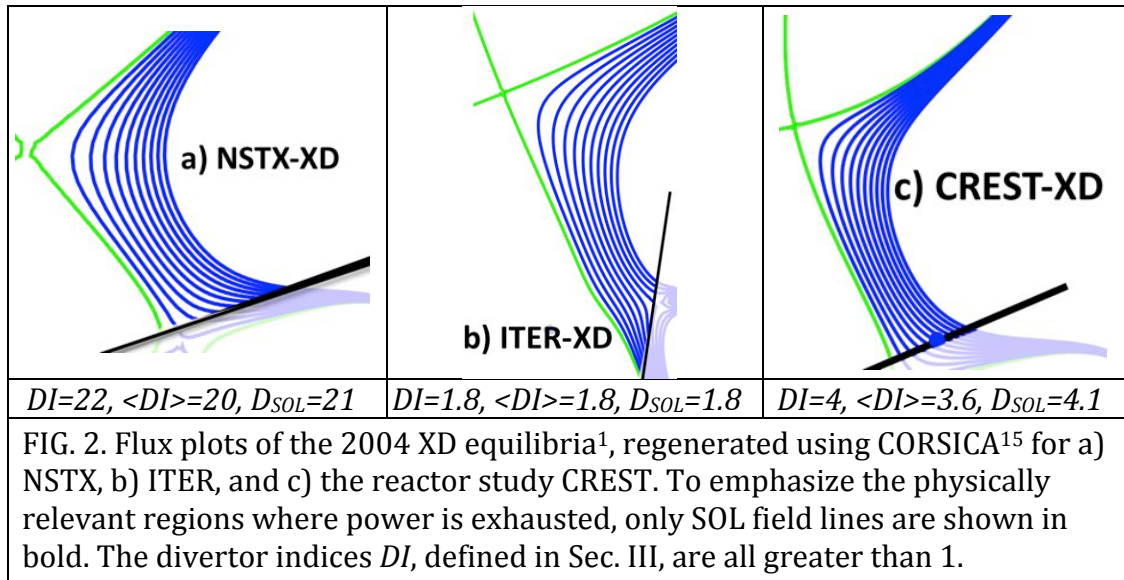 a) NSTX-XD
b) ITER-XD
c) CREST-XD
DI=22, <DI>=20, D_SOL=21
DI=1.8, <DI>=1.8, D_SOL=1.8
DI=4, <DI>=3.6, D_SOL=4.1
FIG. 2. Flux plots of the 2004 XD equilibria¹, regenerated using CORSICA¹⁵ for a)
NSTX, b) ITER, and c) the reactor study CREST. To emphasize the physically
relevant regions where power is exhausted, only SOL field lines are shown in
bold. The divertor indices DI, defined in Sec. III, are all greater than 1.